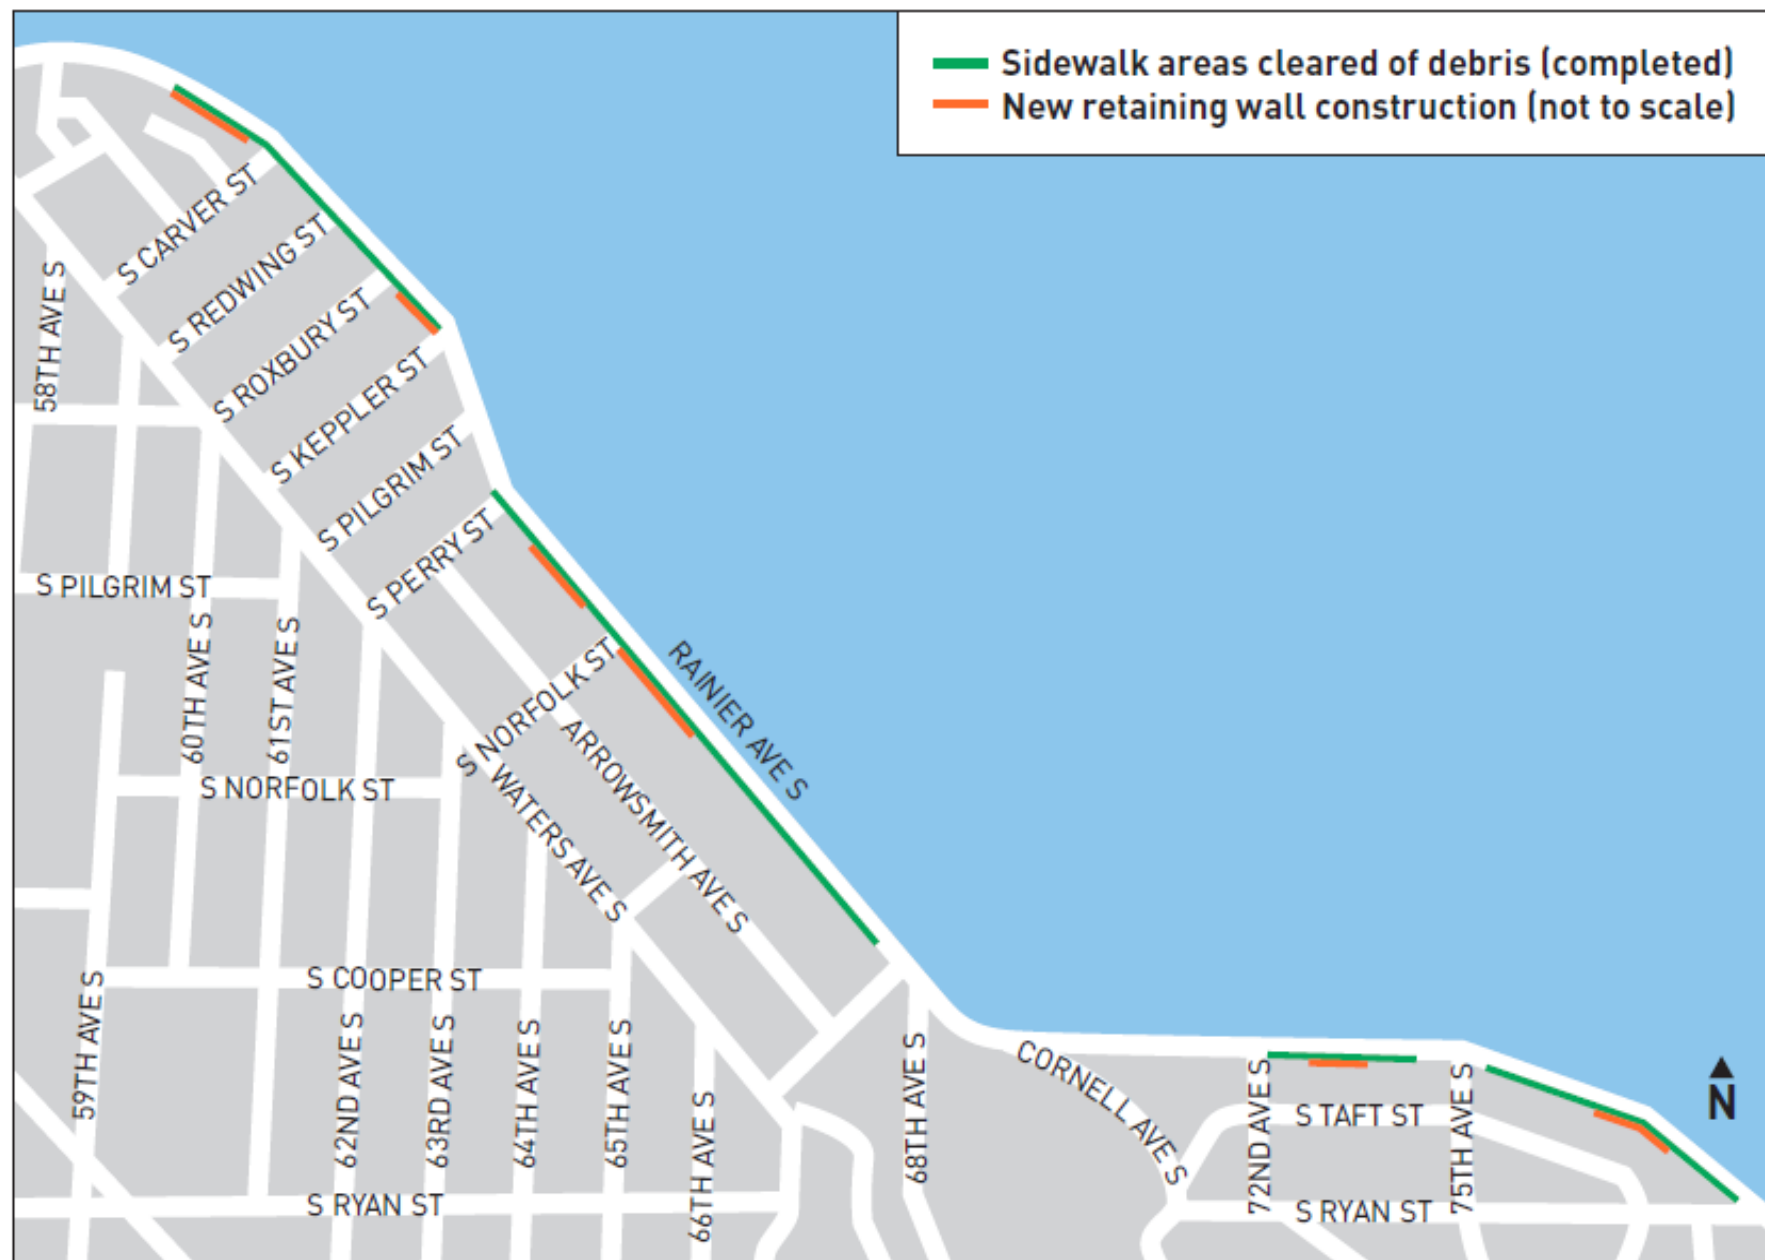 Sidewalk areas cleared of debris (completed)
New retaining wall construction (not to scale)
S CARVER ST
S REDWING ST
58TH AVE S
S ROXBURY ST
S KEPPLER ST
S PILGRIM ST
S PERRY ST
S PILGRIM ST
60TH AVE S
61ST AVE S
S NORFOLK ST
RAINIER AVE S
S NORFOLK ST
S WATERS AVE S
ARROWSMITH AVE S
S COOPER ST
59TH AVE S
62ND AVE S
63RD AVE S
64TH AVE S
65TH AVE S
66TH AVE S
68TH AVE S
CORNELL AVE S
72ND AVE S
S TAFT ST
75TH AVE S
N
S RYAN ST
S RYAN ST